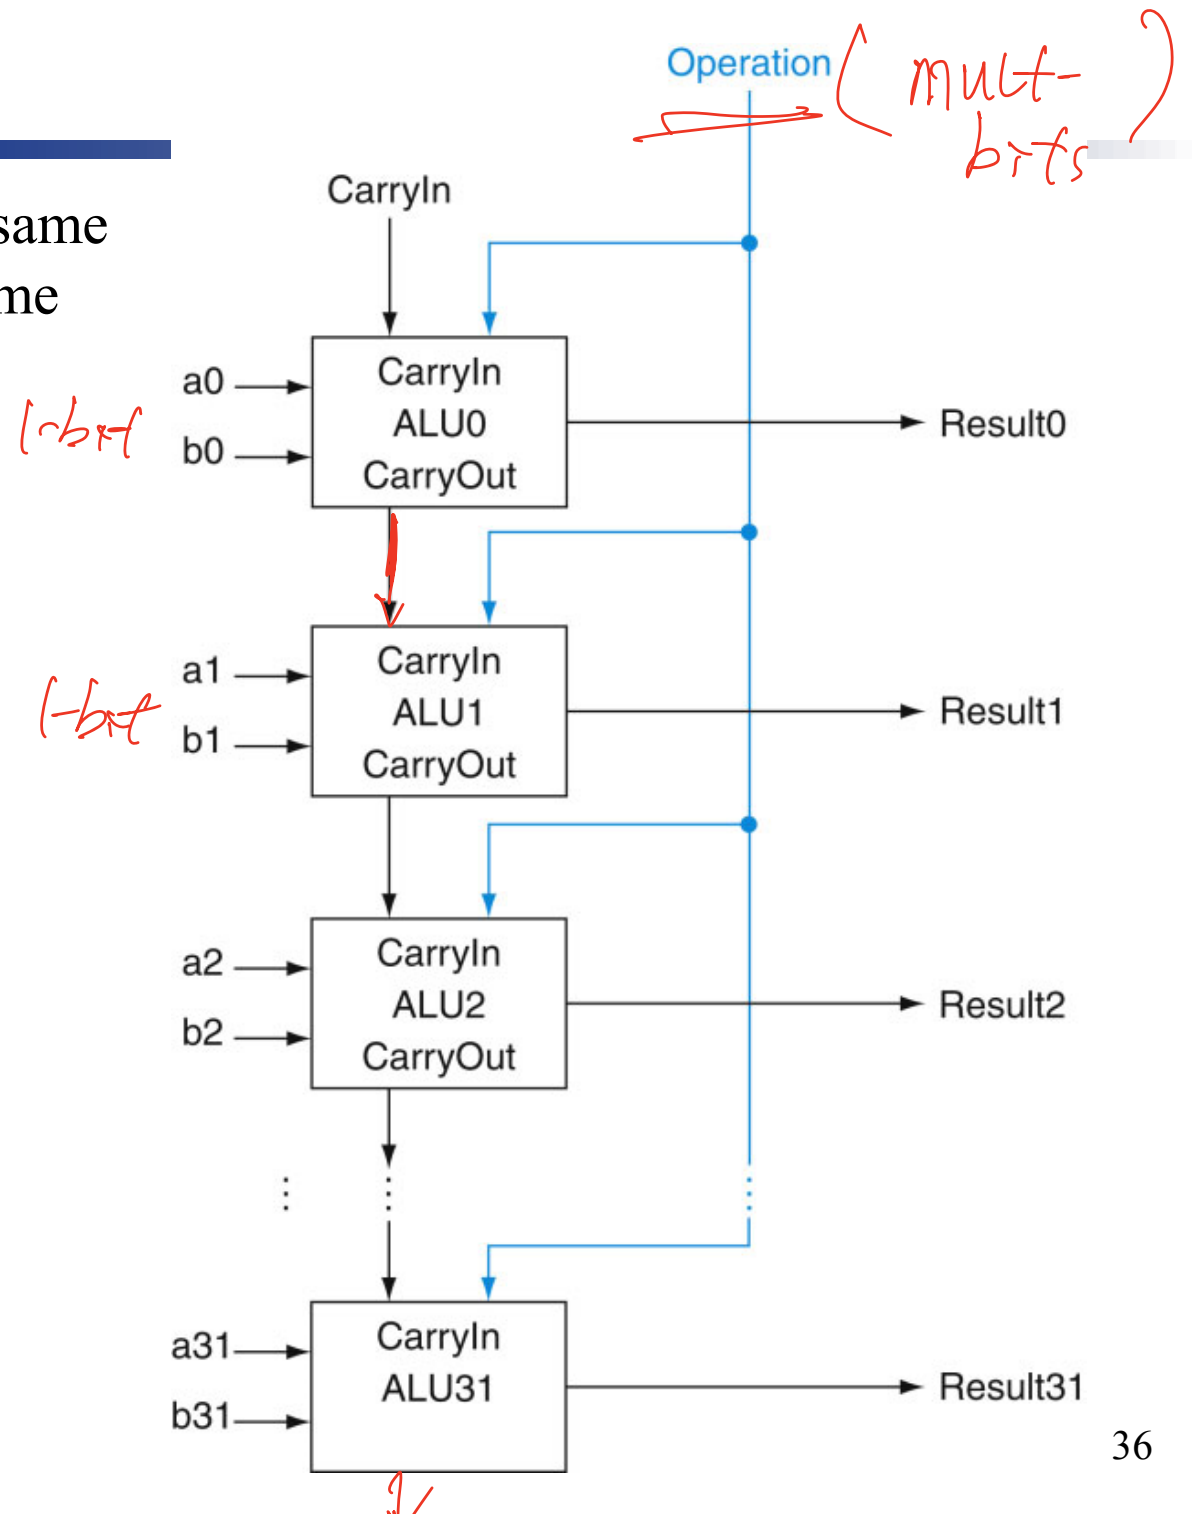 Operation
( mult-
bits )
CarryIn
same
me
a0
CarryIn
ALU0
Result0
1-bit
b0
CarryOut
a1
CarryIn
1-bit
ALU1
Result1
b1
CarryOut
a2
CarryIn
ALU2
Result2
b2
CarryOut
a31
CarryIn
ALU31
Result31
b31
36